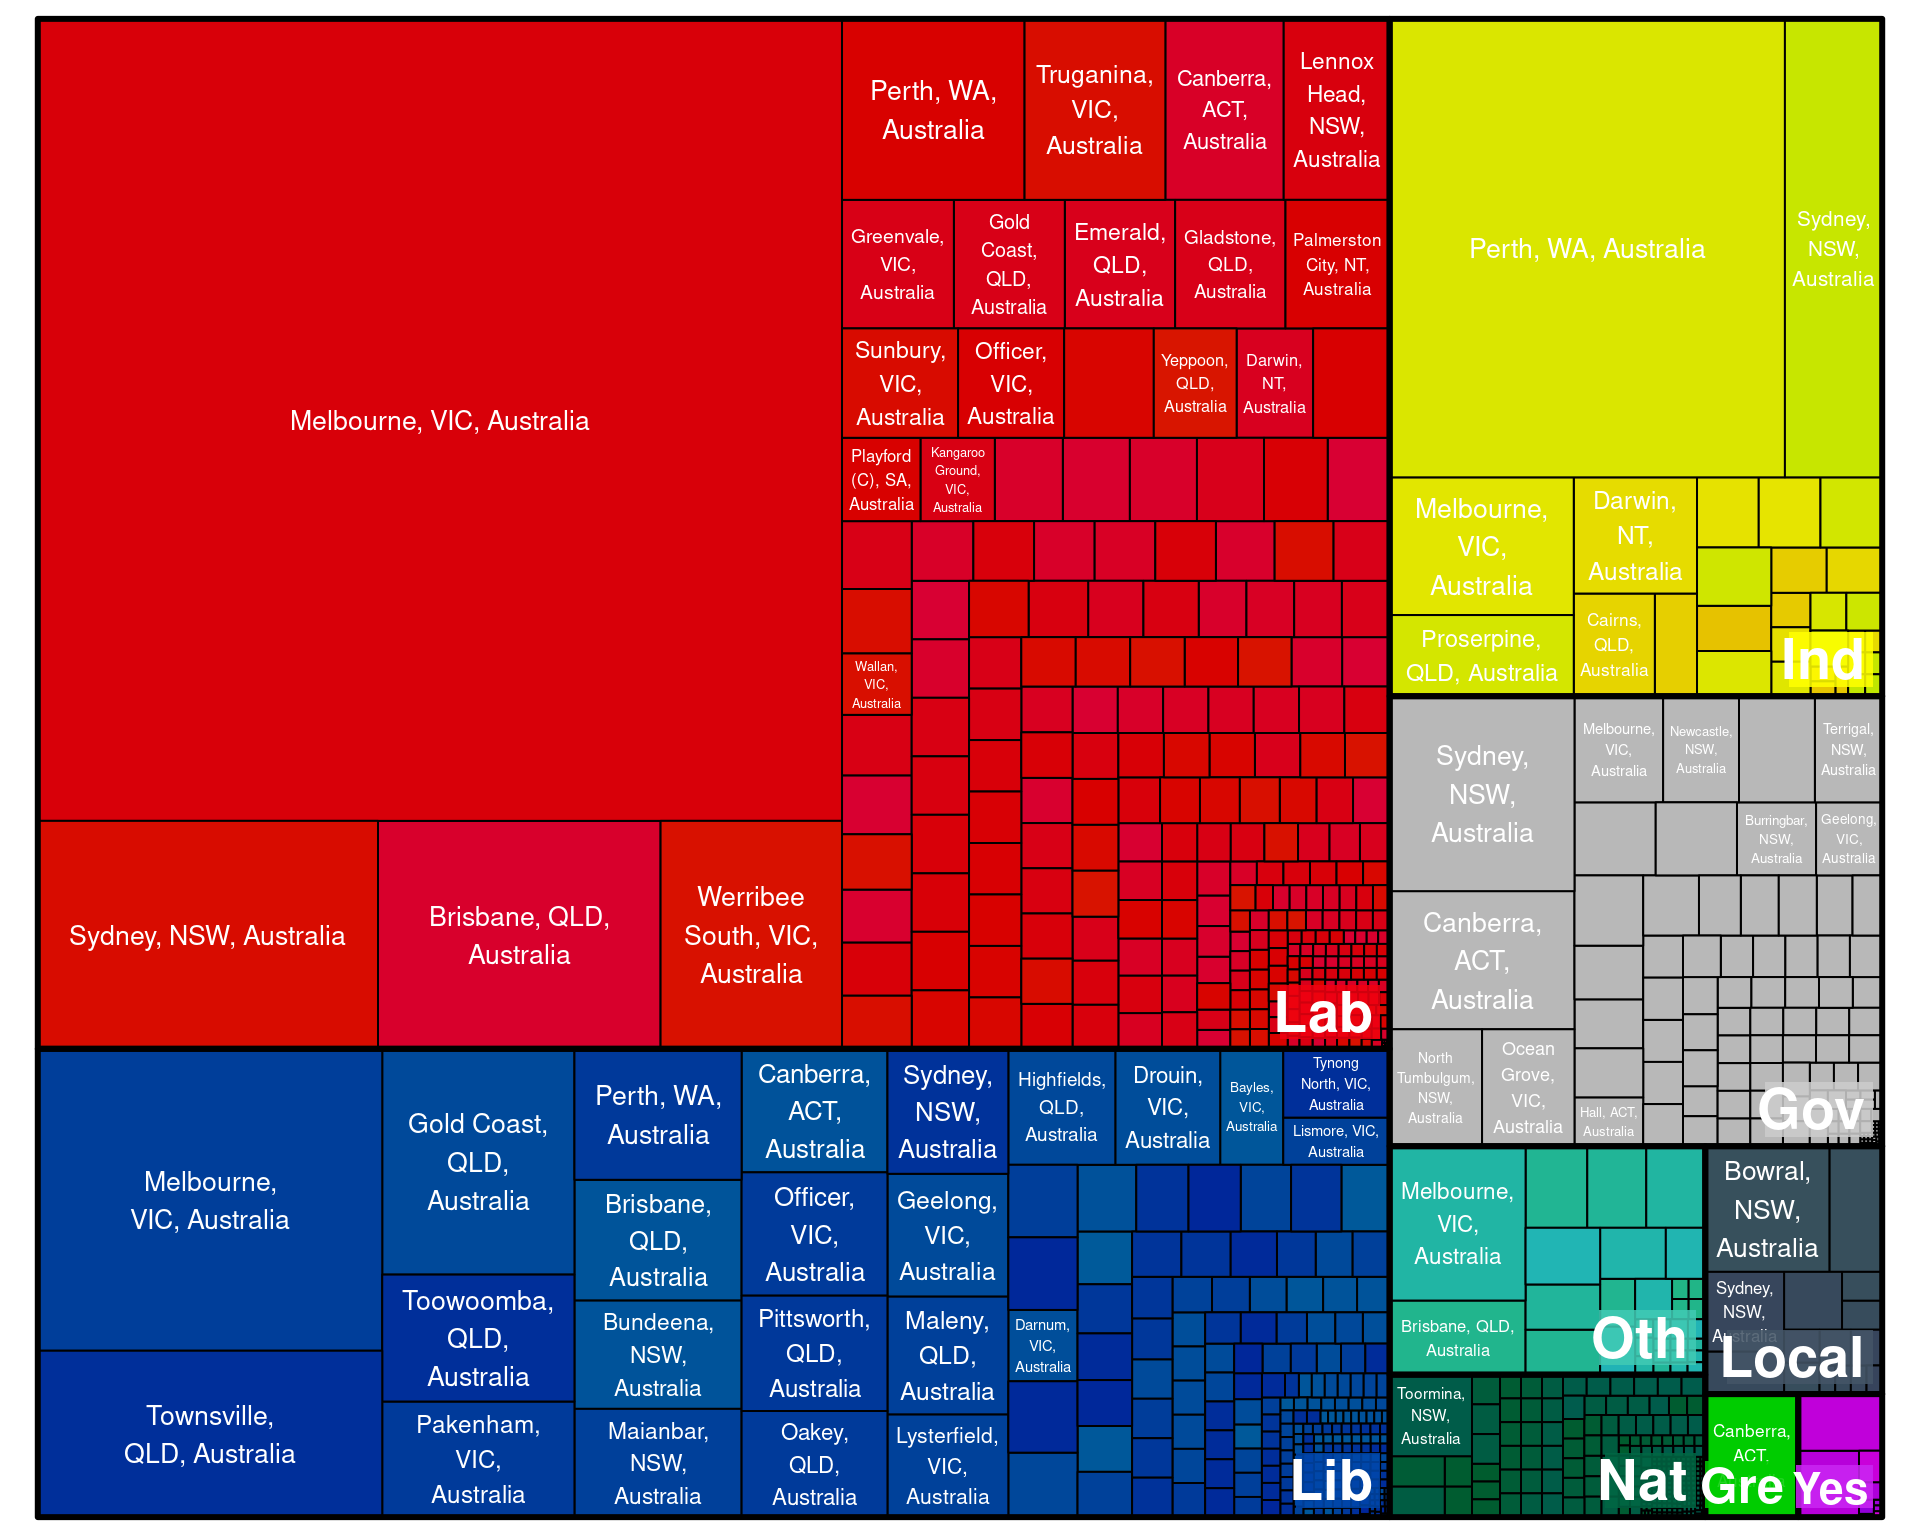 Melbourne, VIC, Australia
Sydney, NSW, Australia
Brisbane, QLD,
Australia
Werribee
South, VIC,
Australia
Perth, WA,
Australia
Truganina,
VIC,
Australia
Canberra,
ACT,
Australia
Lennox
Head,
NSW,
Australia
Greenvale,
VIC,
Australia
Gold
Coast,
QLD,
Australia
Emerald,
QLD,
Australia
Gladstone,
QLD,
Australia
Palmerston
City, NT,
Australia
Sunbury,
VIC,
Australia
Officer,
VIC,
Australia
Yeppoon,
QLD,
Australia
Darwin,
NT,
Australia
Playford
(C), SA,
Australia
Kangaroo
Ground,
VIC,
Australia
Wallan,
VIC,
Australia
Lab
Melbourne,
VIC, Australia
Townsville,
QLD, Australia
Gold Coast,
QLD,
Australia
Toowoomba,
QLD,
Australia
Pakenham,
VIC,
Australia
Perth, WA,
Australia
Brisbane,
QLD,
Australia
Bundeena,
NSW,
Australia
Maianbar,
NSW,
Australia
Canberra,
ACT,
Australia
Officer,
VIC,
Australia
Pittsworth,
QLD,
Australia
Oakey,
QLD,
Australia
Sydney,
NSW,
Australia
Geelong,
VIC,
Australia
Maleny,
QLD,
Australia
Lysterfield,
VIC,
Australia
Highfields,
QLD,
Australia
Drouin,
VIC,
Australia
Bayles,
VIC,
Australia
Tynong
North, VIC,
Australia
Lismore, VIC,
Australia
Darnum,
VIC,
Australia
Lib
Perth, WA, Australia
Sydney,
NSW,
Australia
Melbourne,
VIC,
Australia
Proserpine,
QLD, Australia
Darwin,
NT,
Australia
Cairns,
QLD,
Australia
Ind
Sydney,
NSW,
Australia
Canberra,
ACT,
Australia
North
Tumbulgum,
NSW,
Australia
Ocean
Grove,
VIC,
Australia
Melbourne,
VIC,
Australia
Newcastle,
NSW,
Australia
Terrigal,
NSW,
Australia
Burringbar,
NSW,
Australia
Geelong,
VIC,
Australia
Hall, ACT,
Australia
Gov
Melbourne,
VIC,
Australia
Brisbane, QLD,
Australia
Oth
Bowral,
NSW,
Australia
Sydney,
NSW,
Australia
Local
Toormina,
NSW,
Australia
Nat
Canberra,
ACT,
Gre
Yes